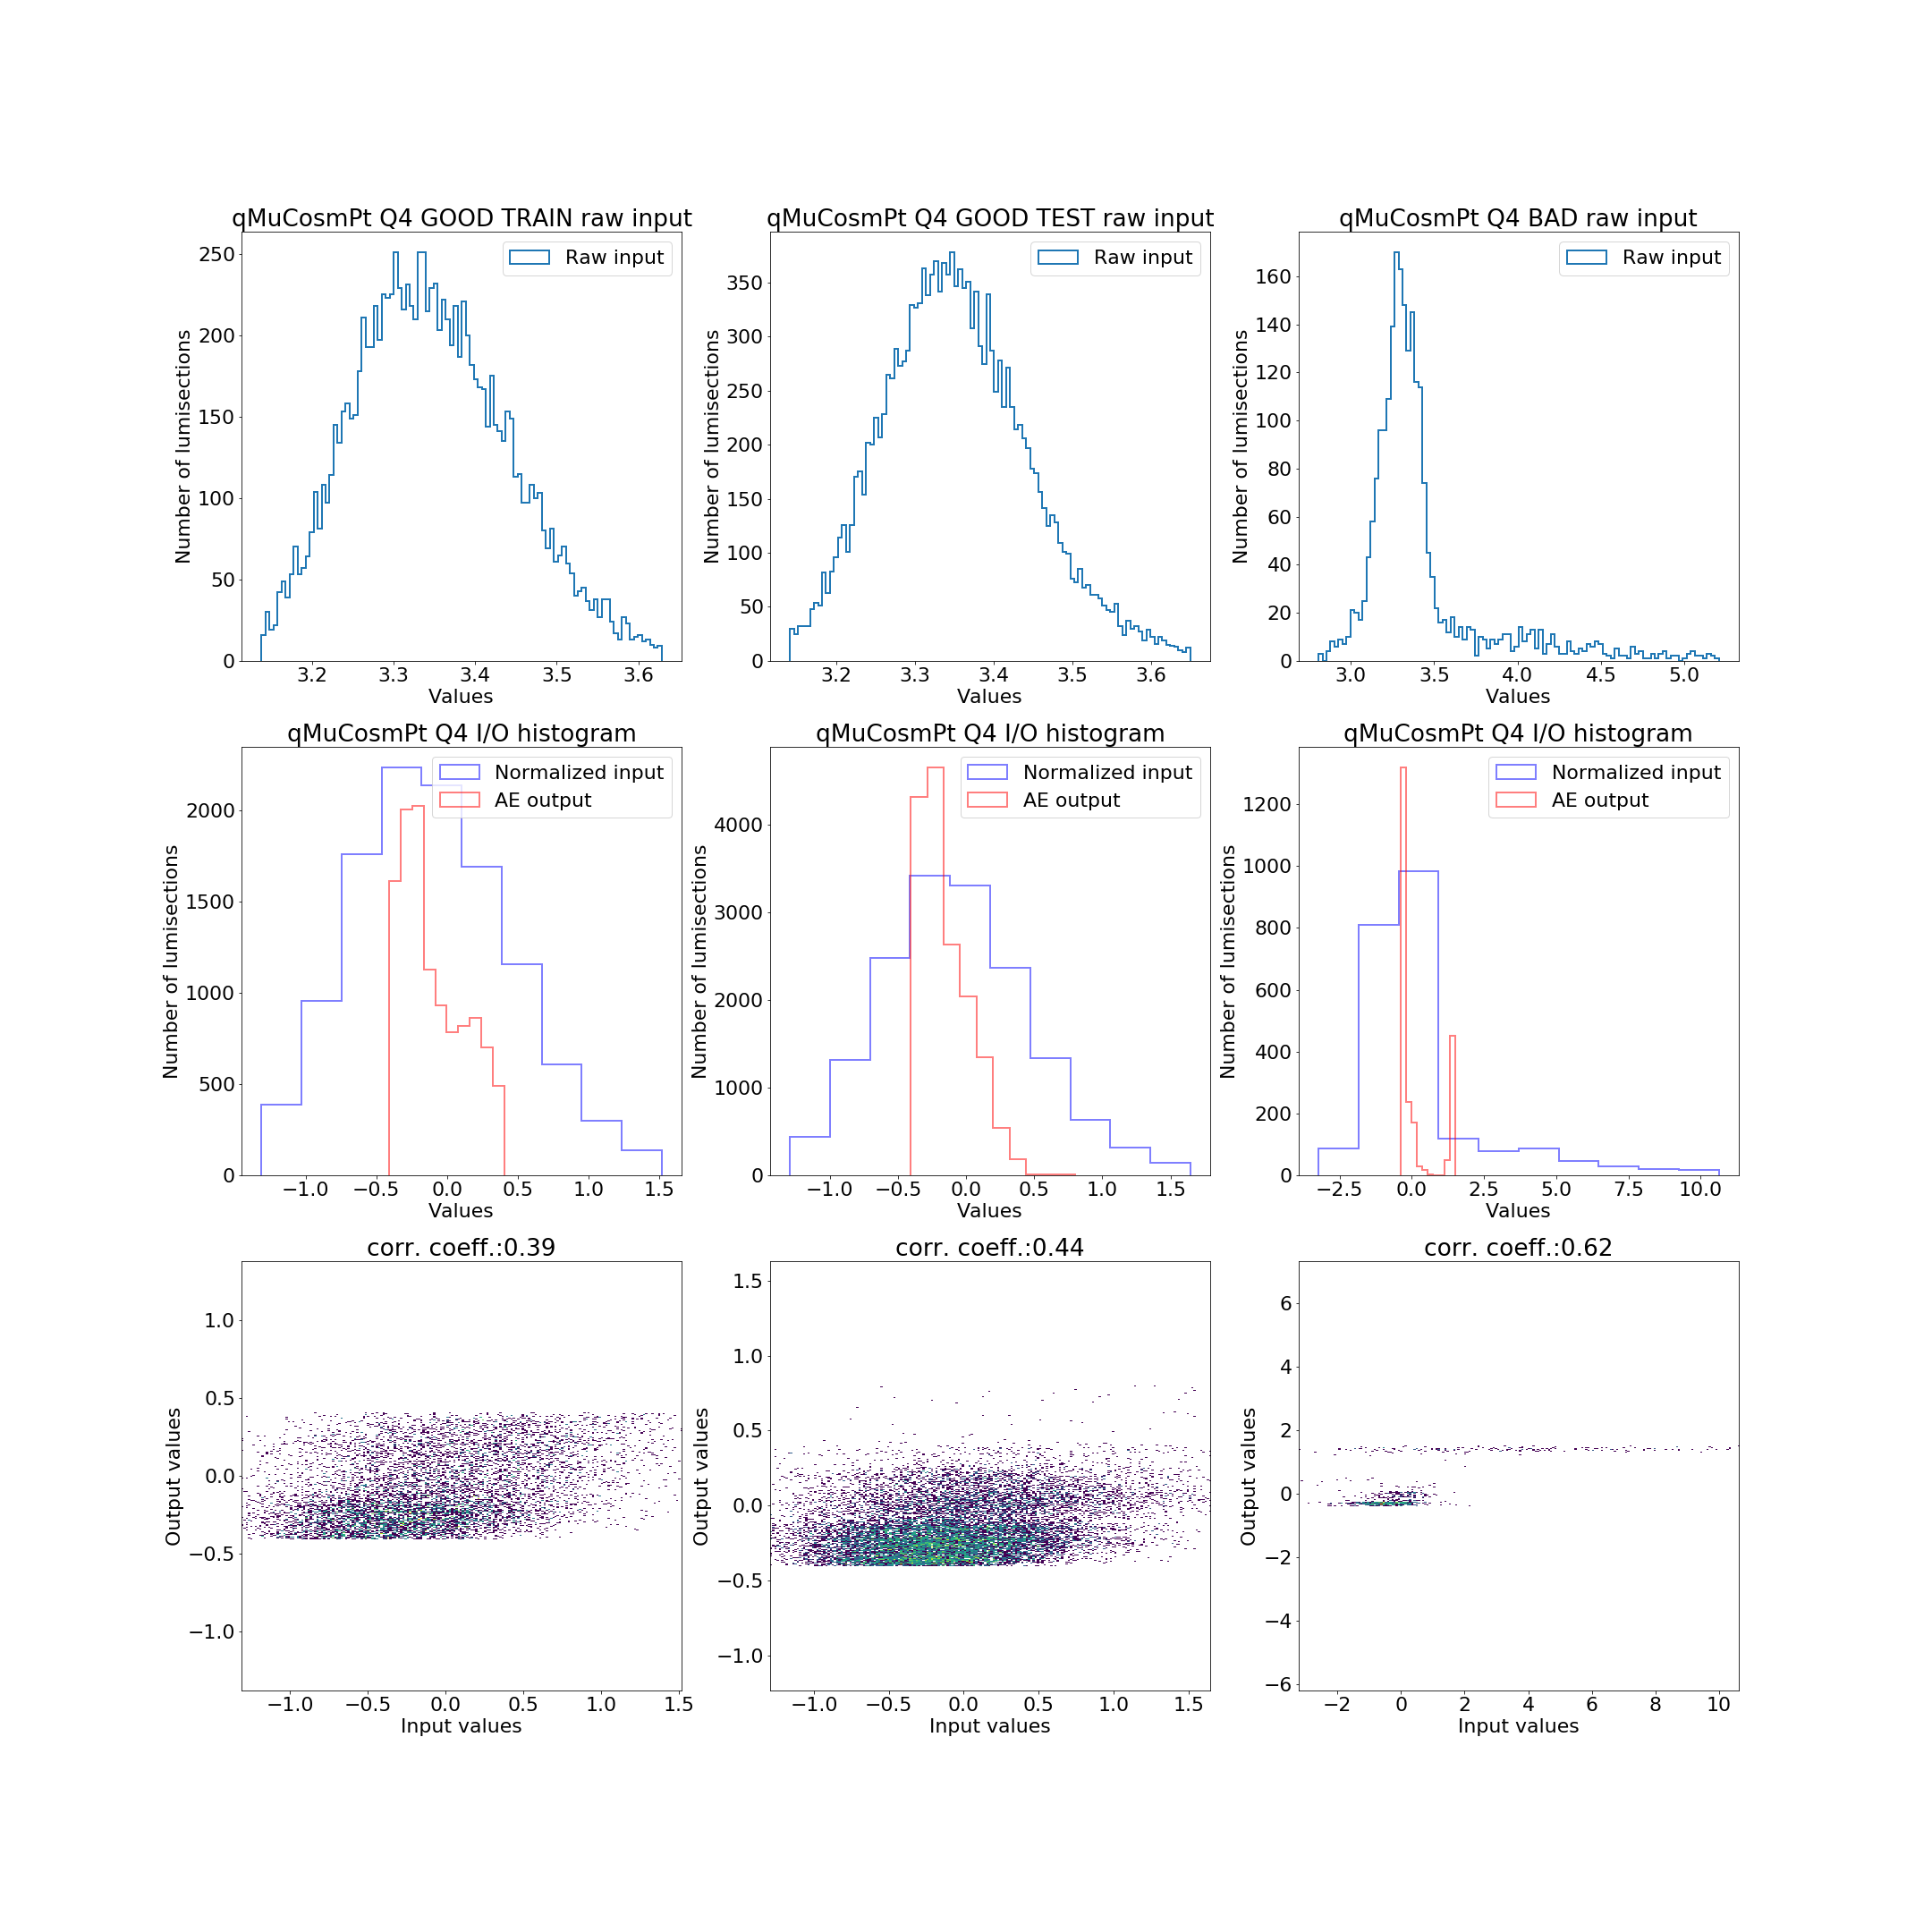 qMuCosmPt Q4 GOOD TRAIN raw input
Raw input
250
200
150
100
50
0
3.2 3.3 3.4 3.5 3.6
Number of lumisections
Values
qMuCosmPt Q4 GOOD TEST raw input
Raw input
350
300
250
200
150
100
50
0
3.2 3.3 3.4 3.5 3.6
Number of lumisections
Values
qMuCosmPt Q4 BAD raw input
Raw input
160
140
120
100
80
60
40
20
0
3.0 3.5 4.0 4.5 5.0
Number of lumisections
Values
qMuCosmPt Q4 I/O histogram
Normalized input
AE output
2000
1500
1000
500
0
−1.0 −0.5 0.0 0.5 1.0 1.5
Number of lumisections
Values
qMuCosmPt Q4 I/O histogram
Normalized input
AE output
4000
3000
2000
1000
0
−1.0 −0.5 0.0 0.5 1.0 1.5
Number of lumisections
Values
qMuCosmPt Q4 I/O histogram
Normalized input
AE output
1200
1000
800
600
400
200
0
−2.5 0.0 2.5 5.0 7.5 10.0
Number of lumisections
Values
corr. coeff.:0.39
1.0
0.5
0.0
−0.5
−1.0
−1.0 −0.5 0.0 0.5 1.0 1.5
Output values
Input values
corr. coeff.:0.44
1.5
1.0
0.5
0.0
−0.5
−1.0
−1.0 −0.5 0.0 0.5 1.0 1.5
Output values
Input values
corr. coeff.:0.62
6
4
2
0
−2
−4
−6
−2 0 2 4 6 8 10
Output values
Input values